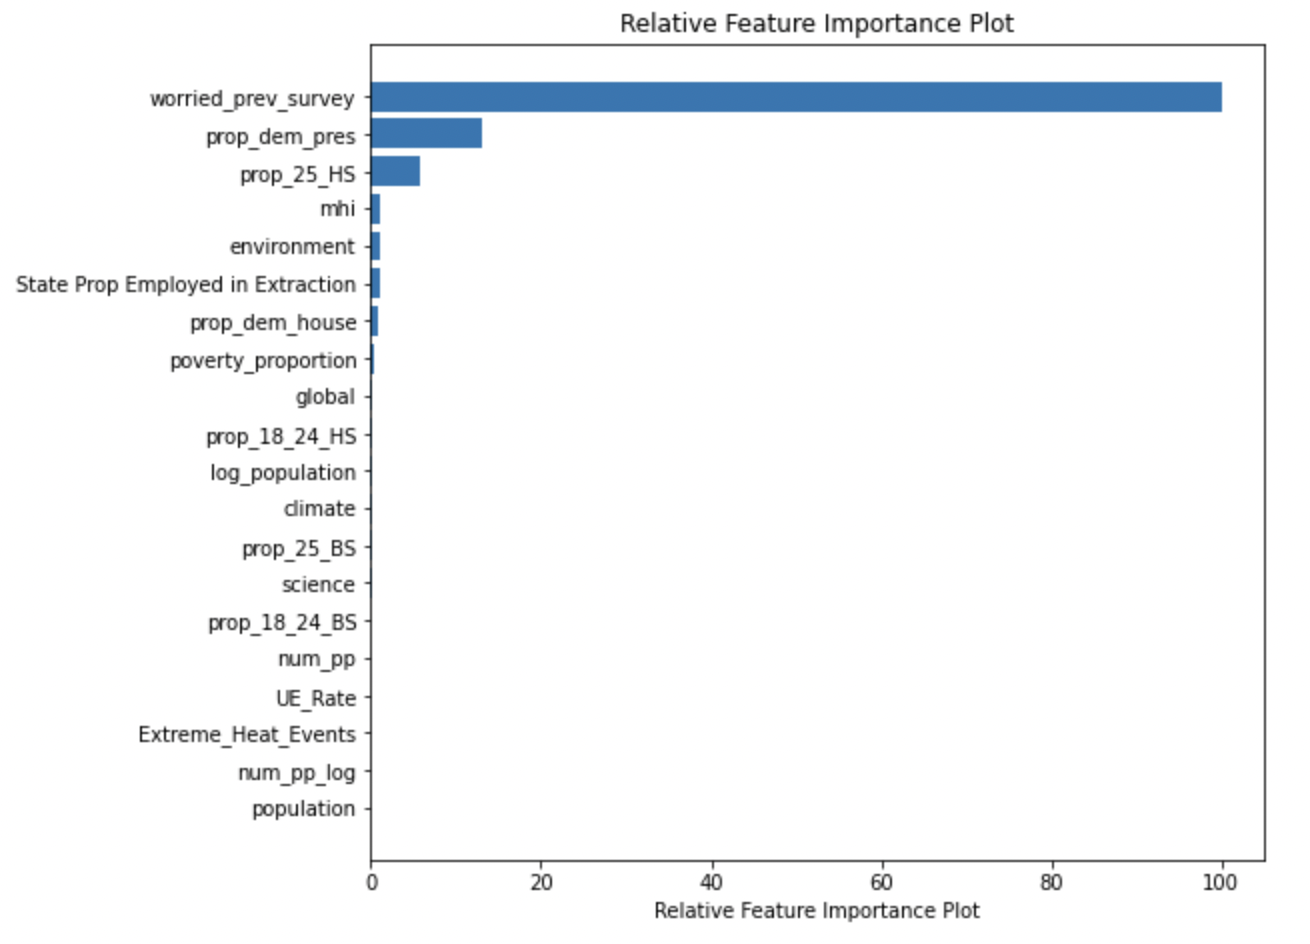 Relative Feature Importance Plot
worried_prev_survey
prop_dem_pres
prop_25_HS
mhi
environment
State Prop Employed in Extraction
prop_dem_house
poverty_proportion
global
prop_18_24_HS
log_population
climate
prop_25_BS
science
prop_18_24_BS
num_pp
UE_Rate
Extreme_Heat_Events
num_pp_log
population
0 20 40 60 80 100
Relative Feature Importance Plot